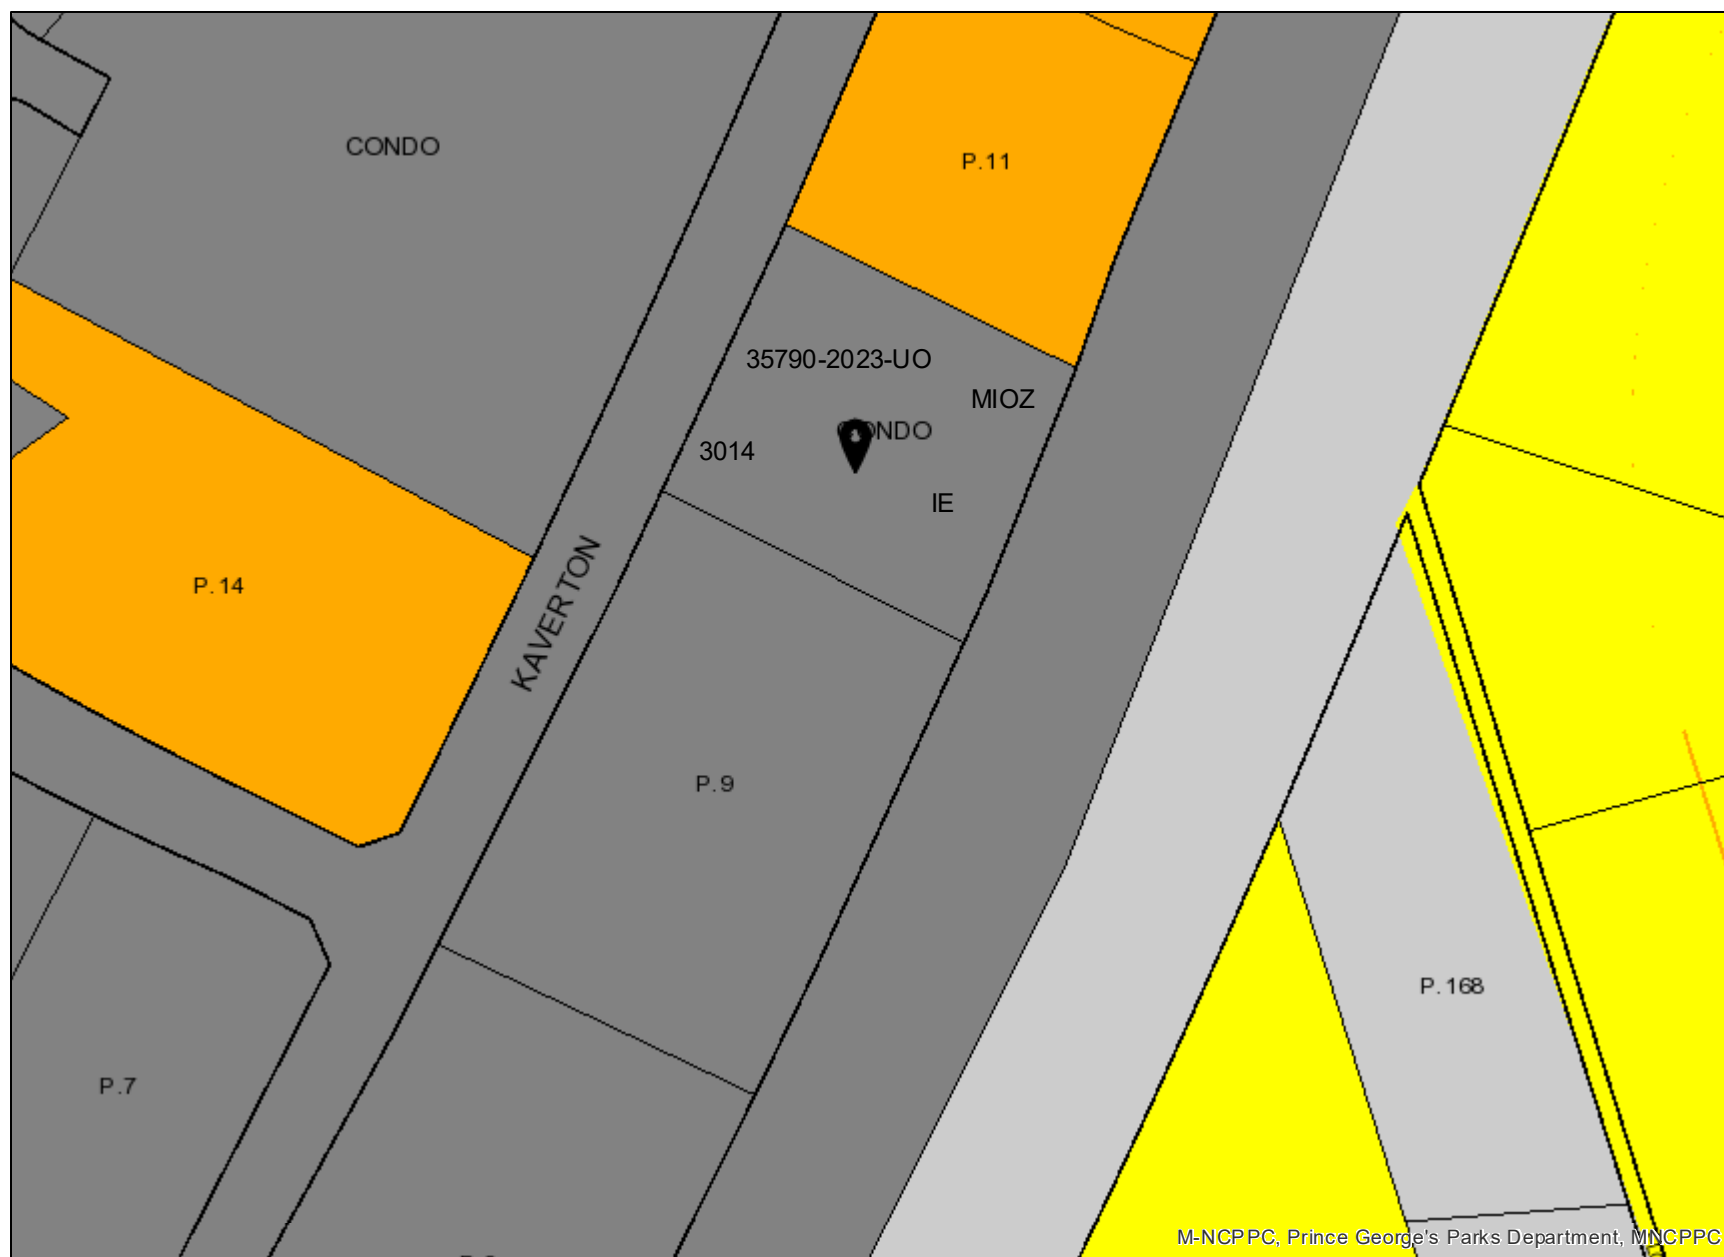 CONDO
P.11
35790-2023-UO
MIOZ
CONDO
3014
IE
KAVERTON
P.14
P.9
P.168
P.7
M-NCPPC, Prince George's Parks Department, MNCPPC